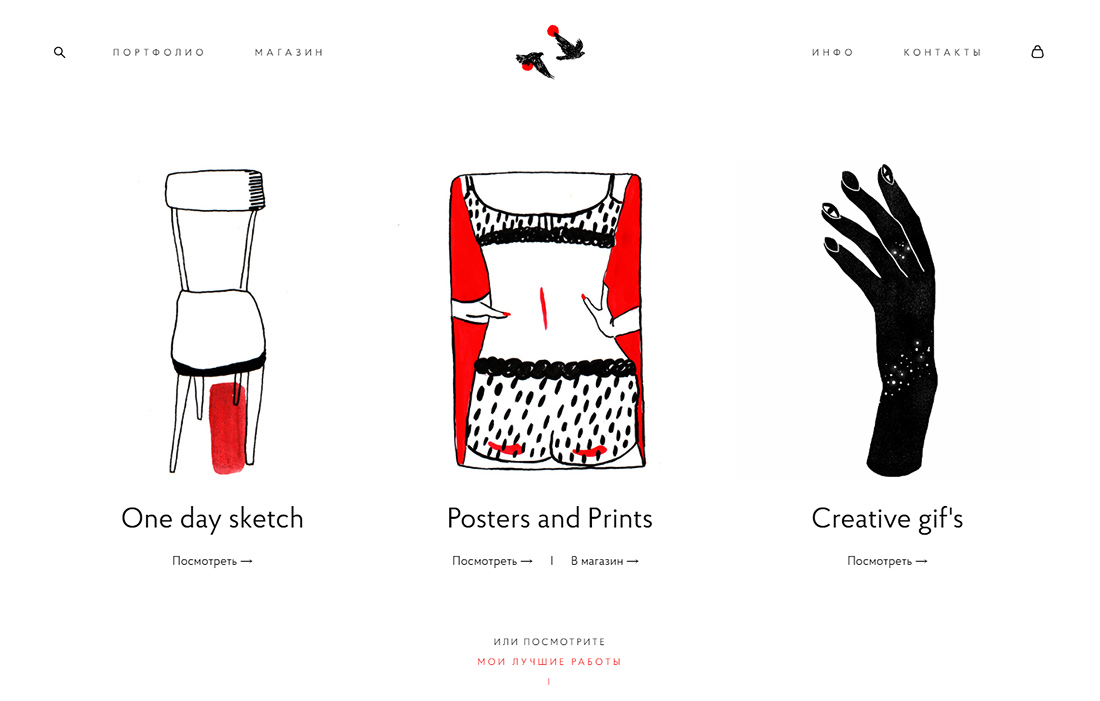 ПОРТФОЛИО МАГАЗИН ИНФО КОНТАКТЫ
One day sketch
Посмотреть →
Posters and Prints
Посмотреть → | В магазин →
Creative gif's
Посмотреть →
ИЛИ ПОСМОТРИТЕ
МОИ ЛУЧШИЕ РАБОТЫ